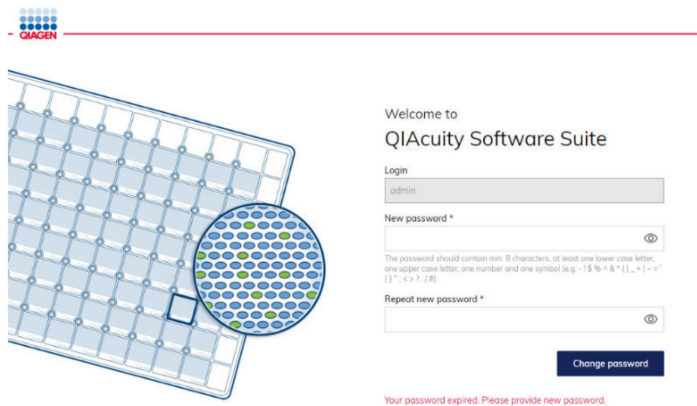 QIAGEN
Welcome to
QIAcuity Software Suite
Login
admin
New password *
The password should contain min. 8 characters, at least one lower case letter,
one upper case letter, one number and one symbol (e.g. - ! $ % = & * ( ) _ + | ~ = `
{ } " ; < > ? . / #).
Repeat new password *
Change password
Your password expired. Please provide new password.